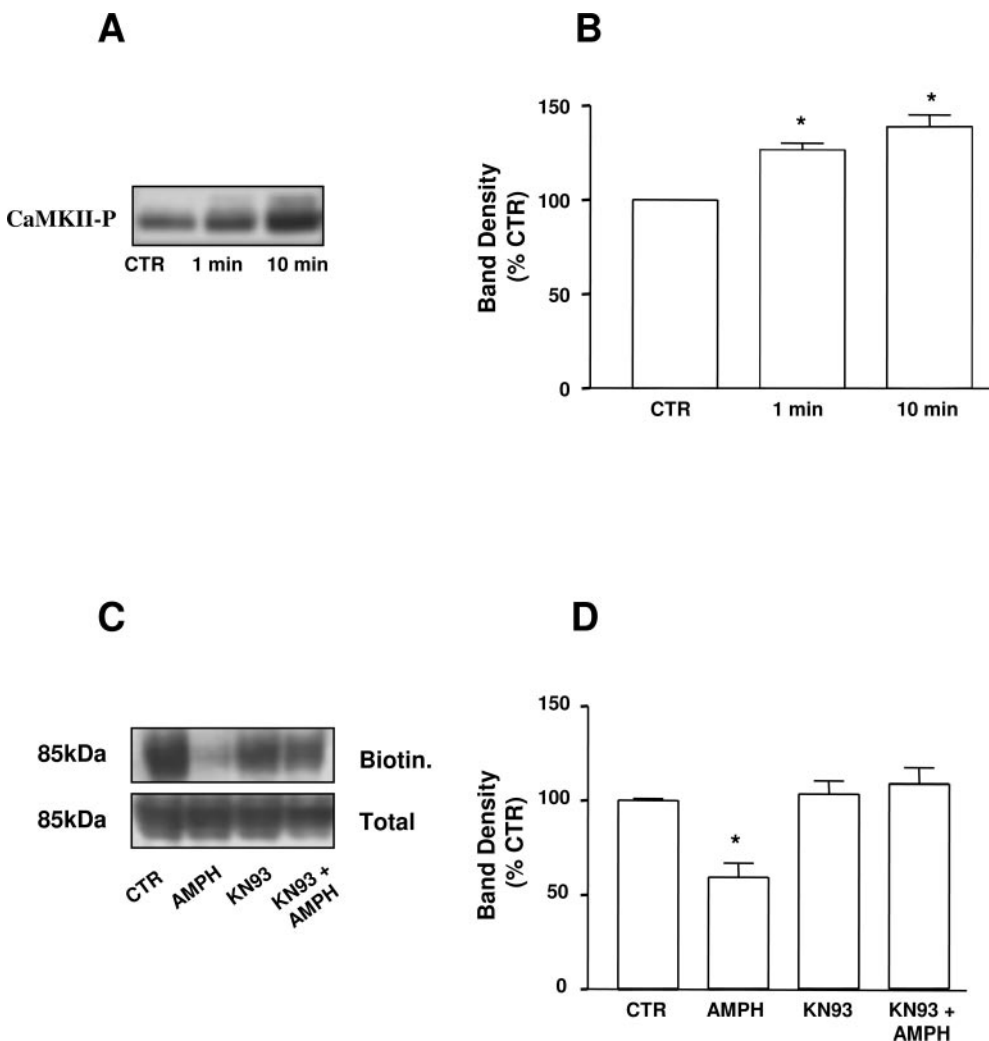 A
CaMKII-P
CTR 1 min 10 min
B
Band Density
(% CTR)
150
*
*
100
50
0
CTR 1 min 10 min
C
85kDa
Biotin.
85kDa
Total
CTR
AMPH
KN93
KN93 +
AMPH
D
Band Density
(% CTR)
150
100
*
50
0
CTR AMPH KN93 KN93 +
AMPH